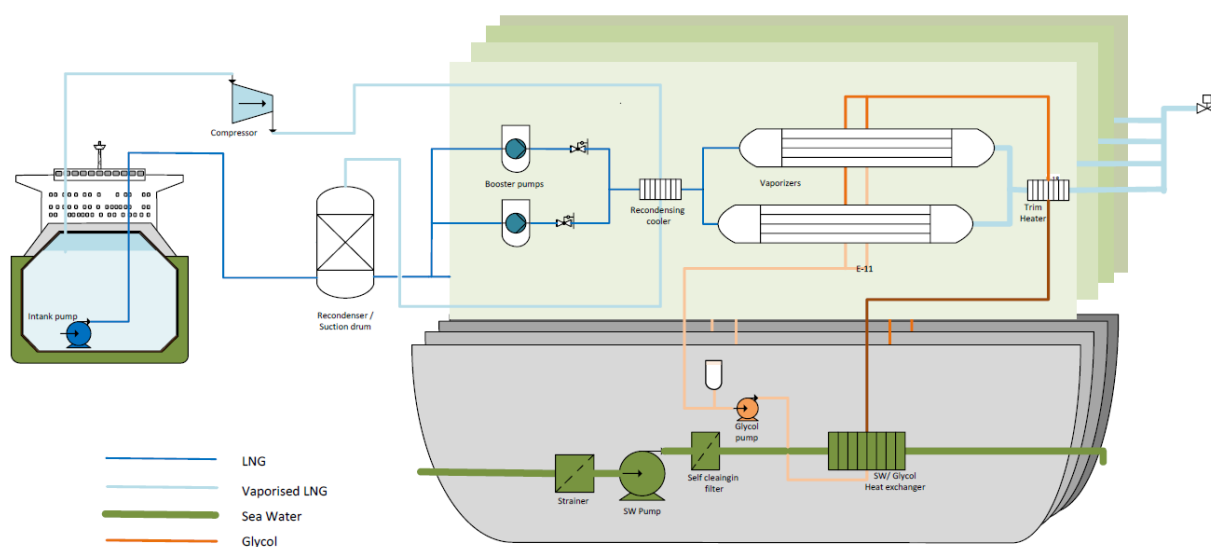 Compressor
Booster pumps
Vaporizers
Recondensing
cooler
Trim
Heater
E-11
Intank pump
Recondenser /
Suction drum
Glycol
pump
Self cleaingin
filter
SW/ Glycol
Heat exchanger
Strainer
SW Pump
LNG
Vaporised LNG
Sea Water
Glycol